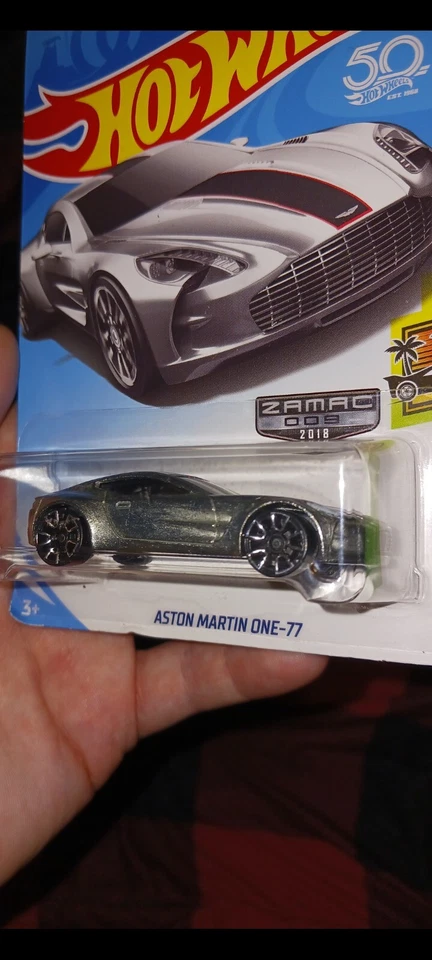 HOT WHEELS
50
HOT WHEELS
EST. 1968
ZAMAC
009
2018
3+
ASTON MARTIN ONE-77